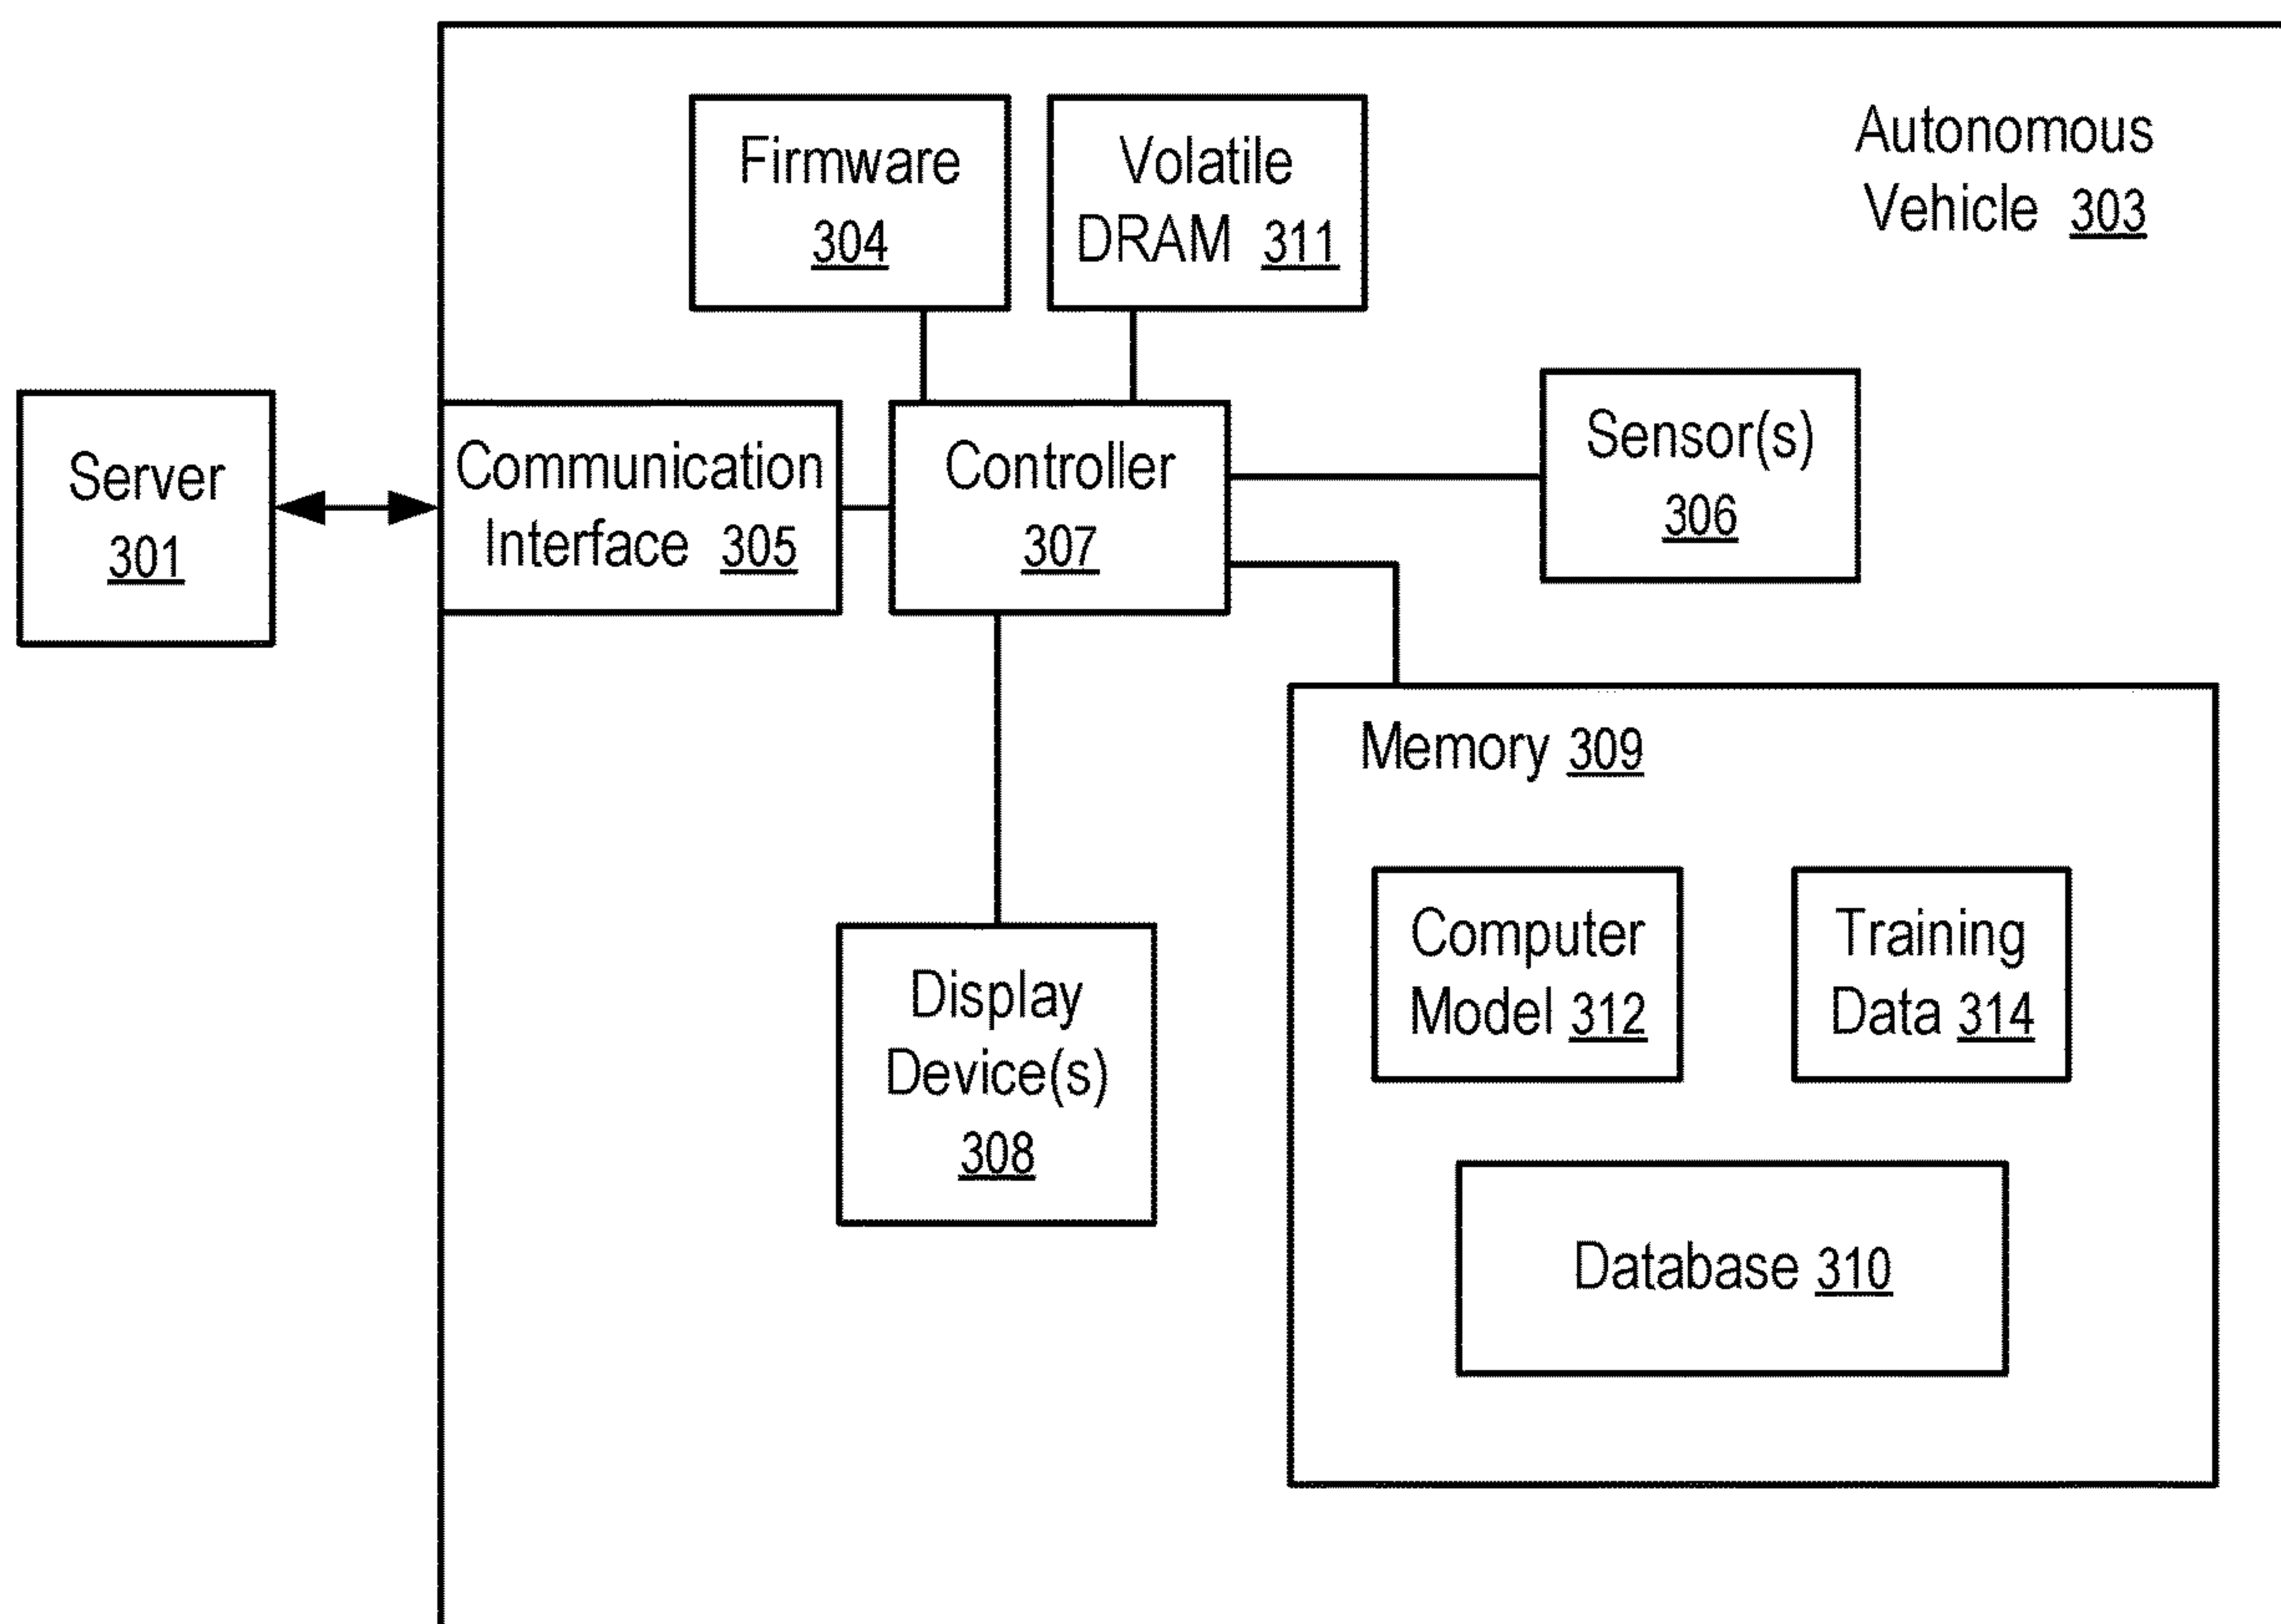 Firmware
304
Volatile
DRAM 311
Autonomous
Vehicle 303
Server
301
Communication
Interface 305
Controller
307
Sensor(s)
306
Memory 309
Display
Device(s)
308
Computer
Model 312
Training
Data 314
Database 310